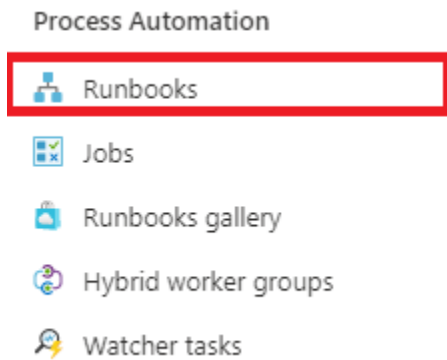 Process Automation
Runbooks
Jobs
Runbooks gallery
Hybrid worker groups
Watcher tasks